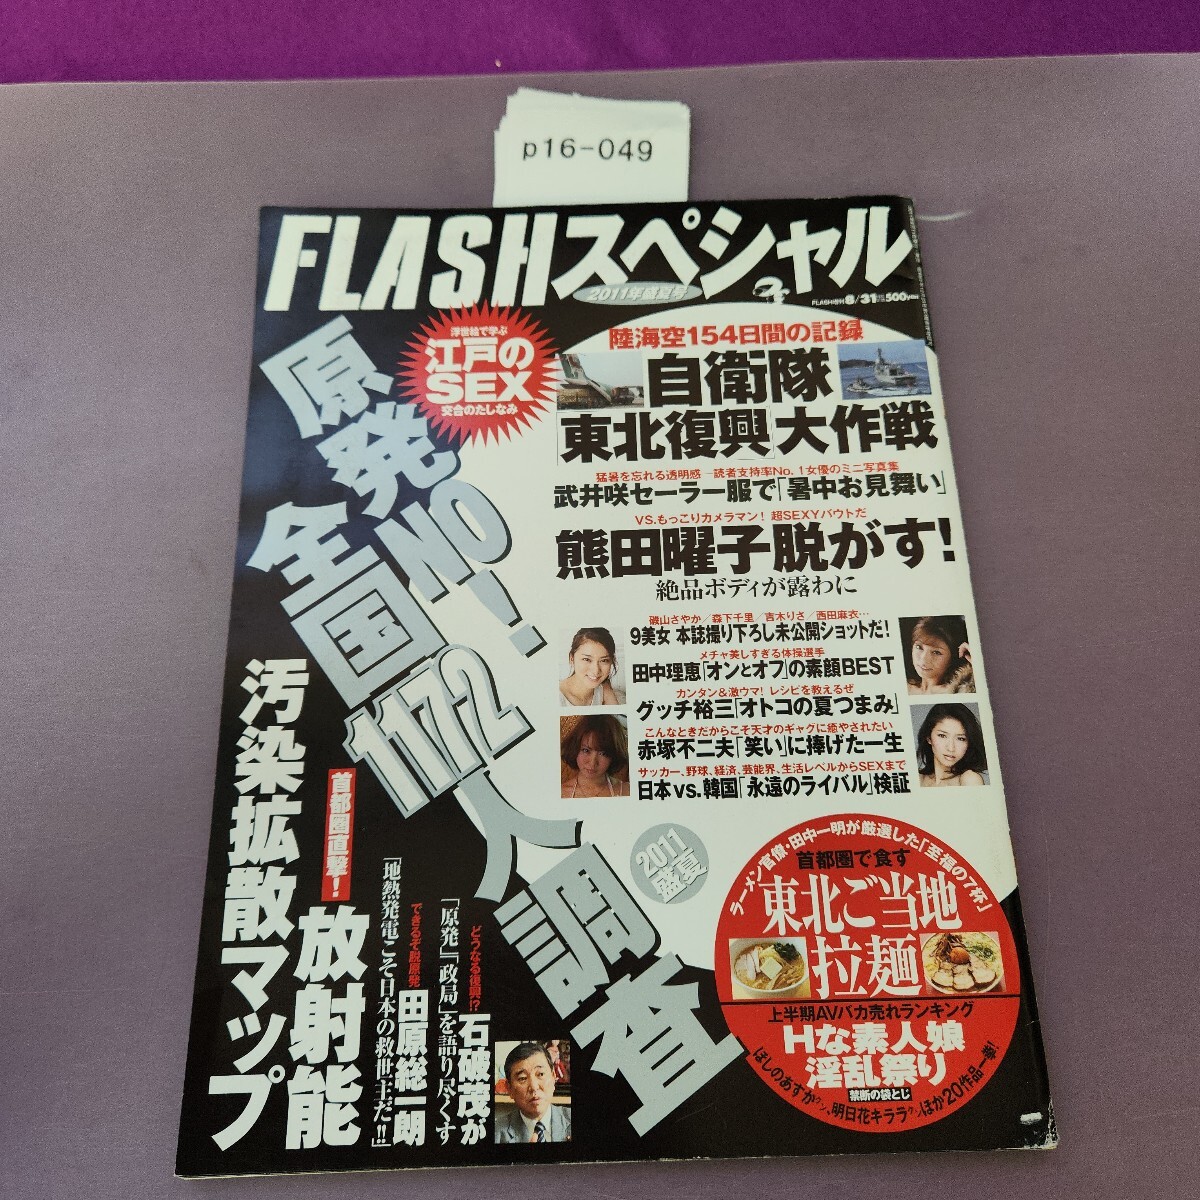 p16-049
FLASHスペシャル
2011年盛夏号
FLASH増刊 8/31 500YEN
浮世絵で学ぶ
江戸の
SEX
交合のたしなみ
陸海空154日間の記録
自衛隊
「東北復興」大作戦
猛暑を忘れる透明感―読者支持率No.1女優のミニ写真集
武井咲セーラー服で「暑中お見舞い」
VS.もっこりカメラマン! 超SEXYバウトだ
熊田曜子脱がす!
絶品ボディが露わに
磯山さやか/森下千里/吉木りさ/西田麻衣…
9美女 本誌撮り下ろし未公開ショットだ!
メチャ美しすぎる体操選手
田中理恵「オンとオフ」の素顔BEST
カンタン&激ウマ! レシピを教えるぜ
グッチ裕三「オトコの夏つまみ」
こんなときだからこそ天才のギャグに癒やされたい
赤塚不二夫「笑い」に捧げた一生
サッカー、野球、経済、芸能界、生活レベルからSEXまで
日本vs.韓国「永遠のライバル」検証
原発NO!
全国1172人調査
2011
盛夏
首都圏直撃!
放射能
汚染拡散マップ
どうなる復興!?
石破茂が
「原発」「政局」を語り尽くす
できるぞ脱原発
田原総一朗
「地熱発電こそ日本の救世主だ!!」
ラーメン官僚・田中一明が厳選した「至福の7杯」
首都圏で食す
東北ご当地
拉麺
上半期AVバカ売れランキング
Hな素人娘
淫乱祭り
禁断の袋とじ
ほしのあすかクン、明日花キララクンほか20作品一挙!